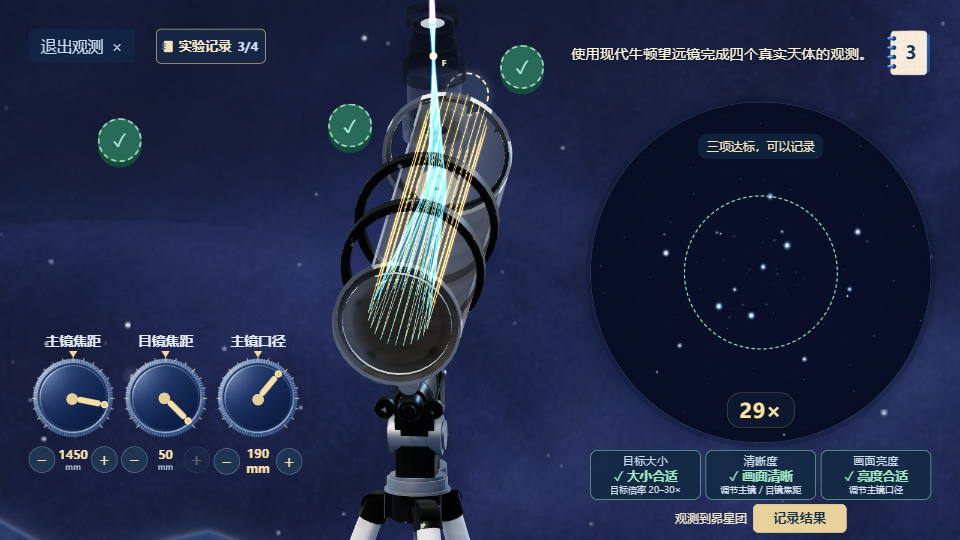 退出观测 ×
实验记录 3/4
使用现代牛顿望远镜完成四个真实天体的观测。
3
F
三项达标，可以记录
主镜焦距
目镜焦距
主镜口径
− 1450 mm +
− 50 mm +
− 190 mm +
29×
目标大小
✓ 大小合适
目标倍率 20–30×
清晰度
✓ 画面清晰
调节主镜 / 目镜焦距
画面亮度
✓ 亮度合适
调节主镜口径
观测到昴星团
记录结果